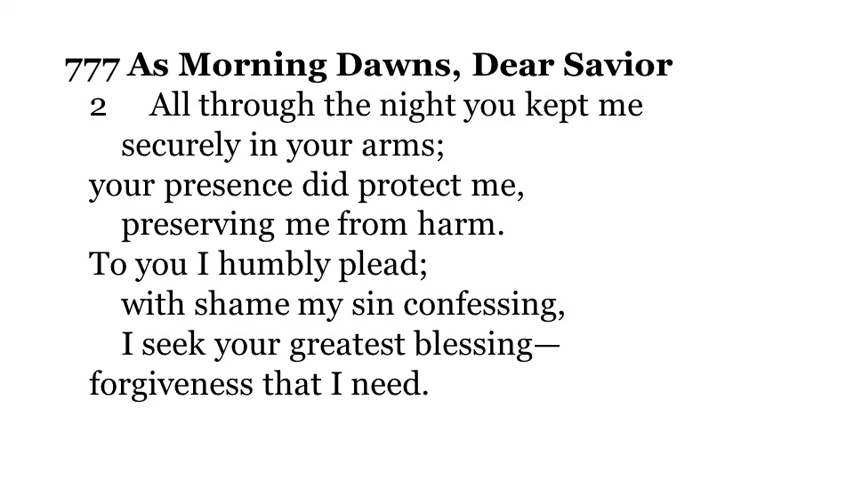 777 As Morning Dawns, Dear Savior
2 All through the night you kept me
securely in your arms;
your presence did protect me,
preserving me from harm.
To you I humbly plead;
with shame my sin confessing,
I seek your greatest blessing—
forgiveness that I need.